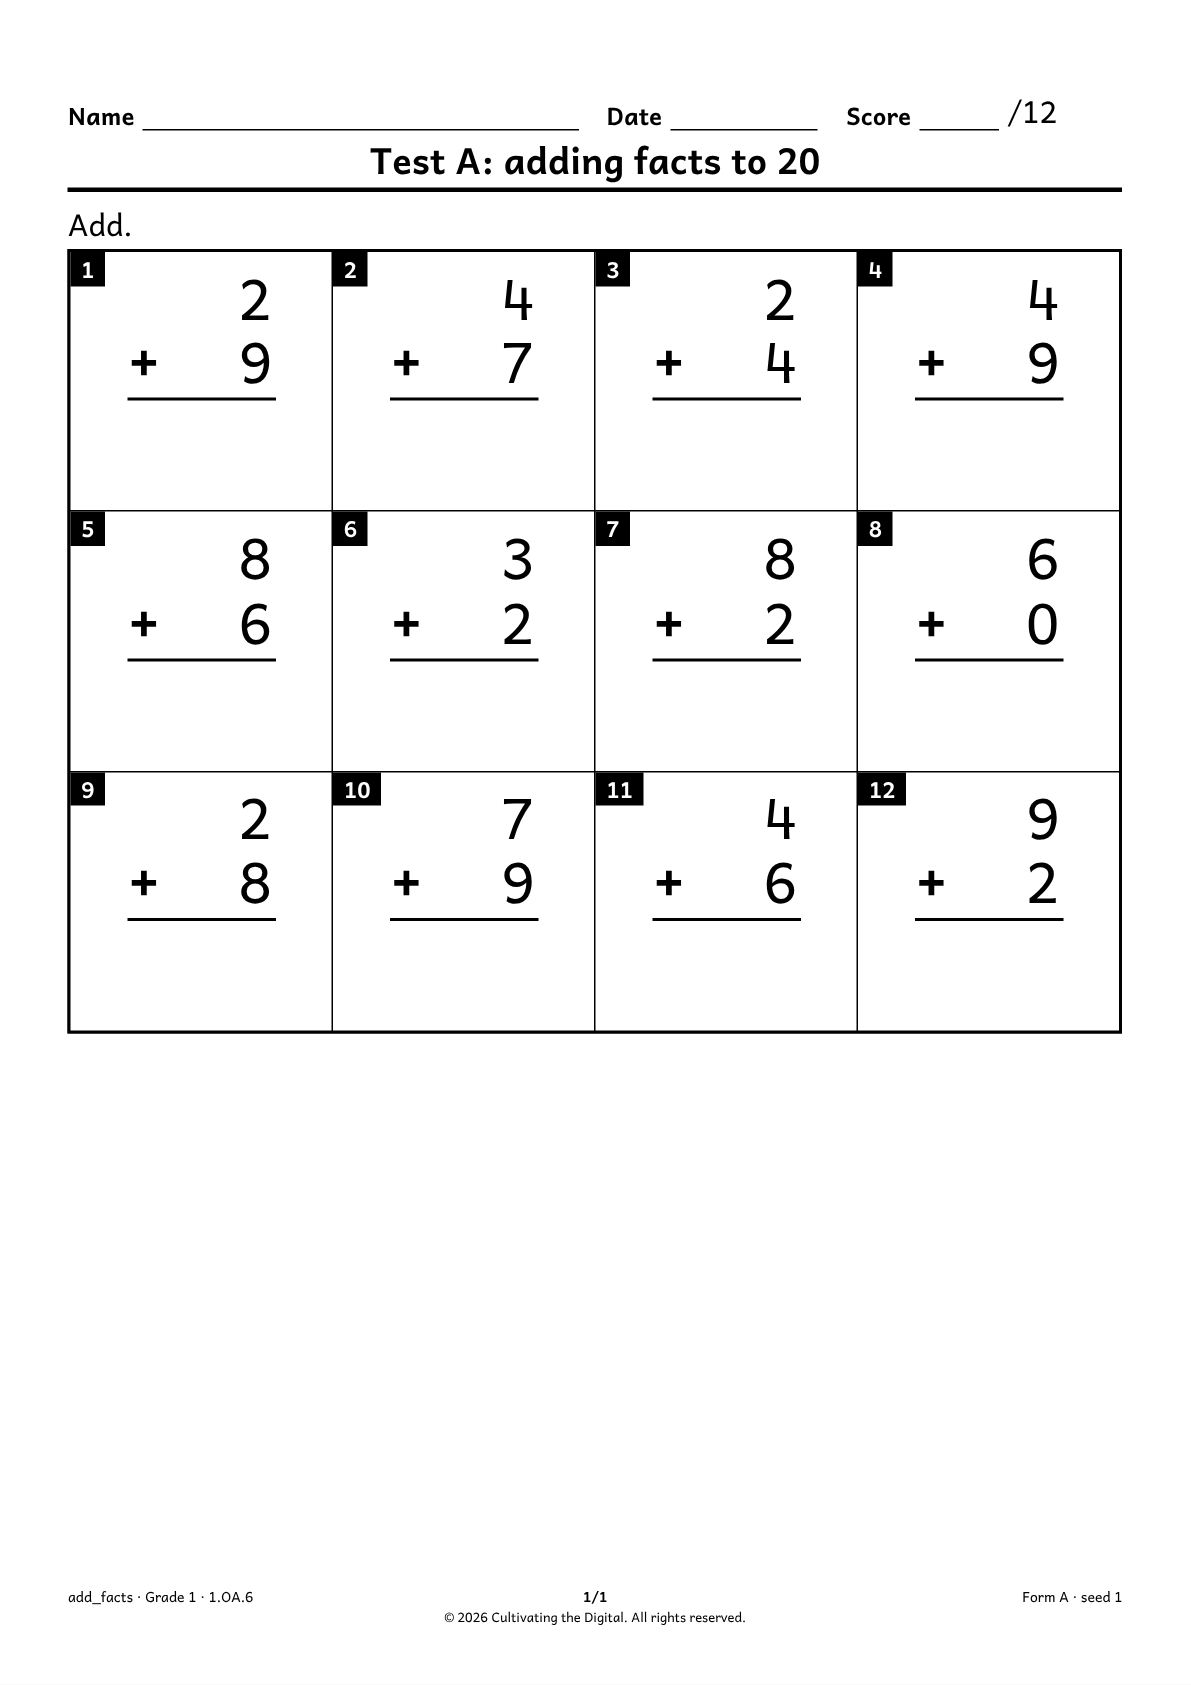 Name Date Score /12
Test A: adding facts to 20
Add.
1 2 3 4
2 4 2 4
+ 9 + 7 + 4 + 9
5 6 7 8
8 3 8 6
+ 6 + 2 + 2 + 0
9 10 11 12
2 7 4 9
+ 8 + 9 + 6 + 2
add_facts · Grade 1 · 1.OA.6 1/1 Form A · seed 1
© 2026 Cultivating the Digital. All rights reserved.